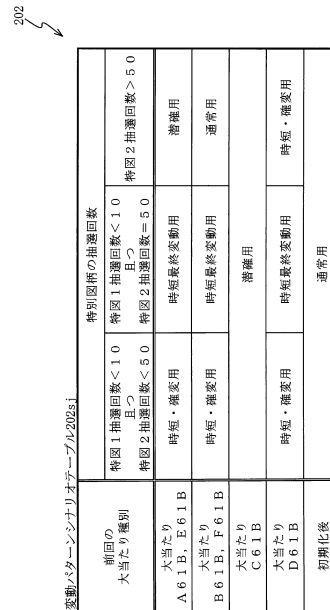 202
変動パターンシナリオテーブル202sj
前回の
大当たり種別
特別図柄の抽選回数
特図1抽選回数<10
且つ
特図2抽選回数<50
特図1抽選回数<10
且つ
特図2抽選回数=50
特図2抽選回数>50
大当たり
A61B, E61B
時短・確変用
時短最終変動用
潜確用
大当たり
B61B, F61B
時短・確変用
時短最終変動用
通常用
大当たり
C61B
潜確用
大当たり
D61B
時短・確変用
時短最終変動用
時短・確変用
初期化後
通常用